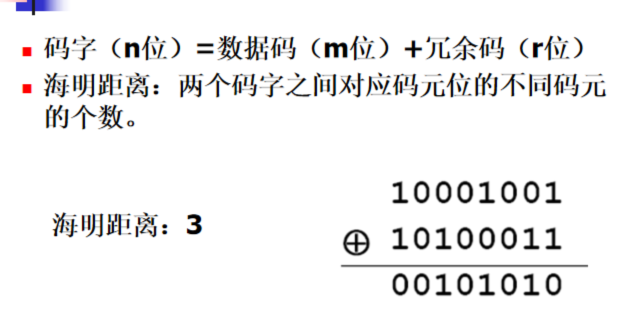 码字（n位）=数据码（m位）+冗余码（r位）
海明距离：两个码字之间对应码元位的不同码元
的个数。
10001001
海明距离：3
⊕ 10100011
00101010